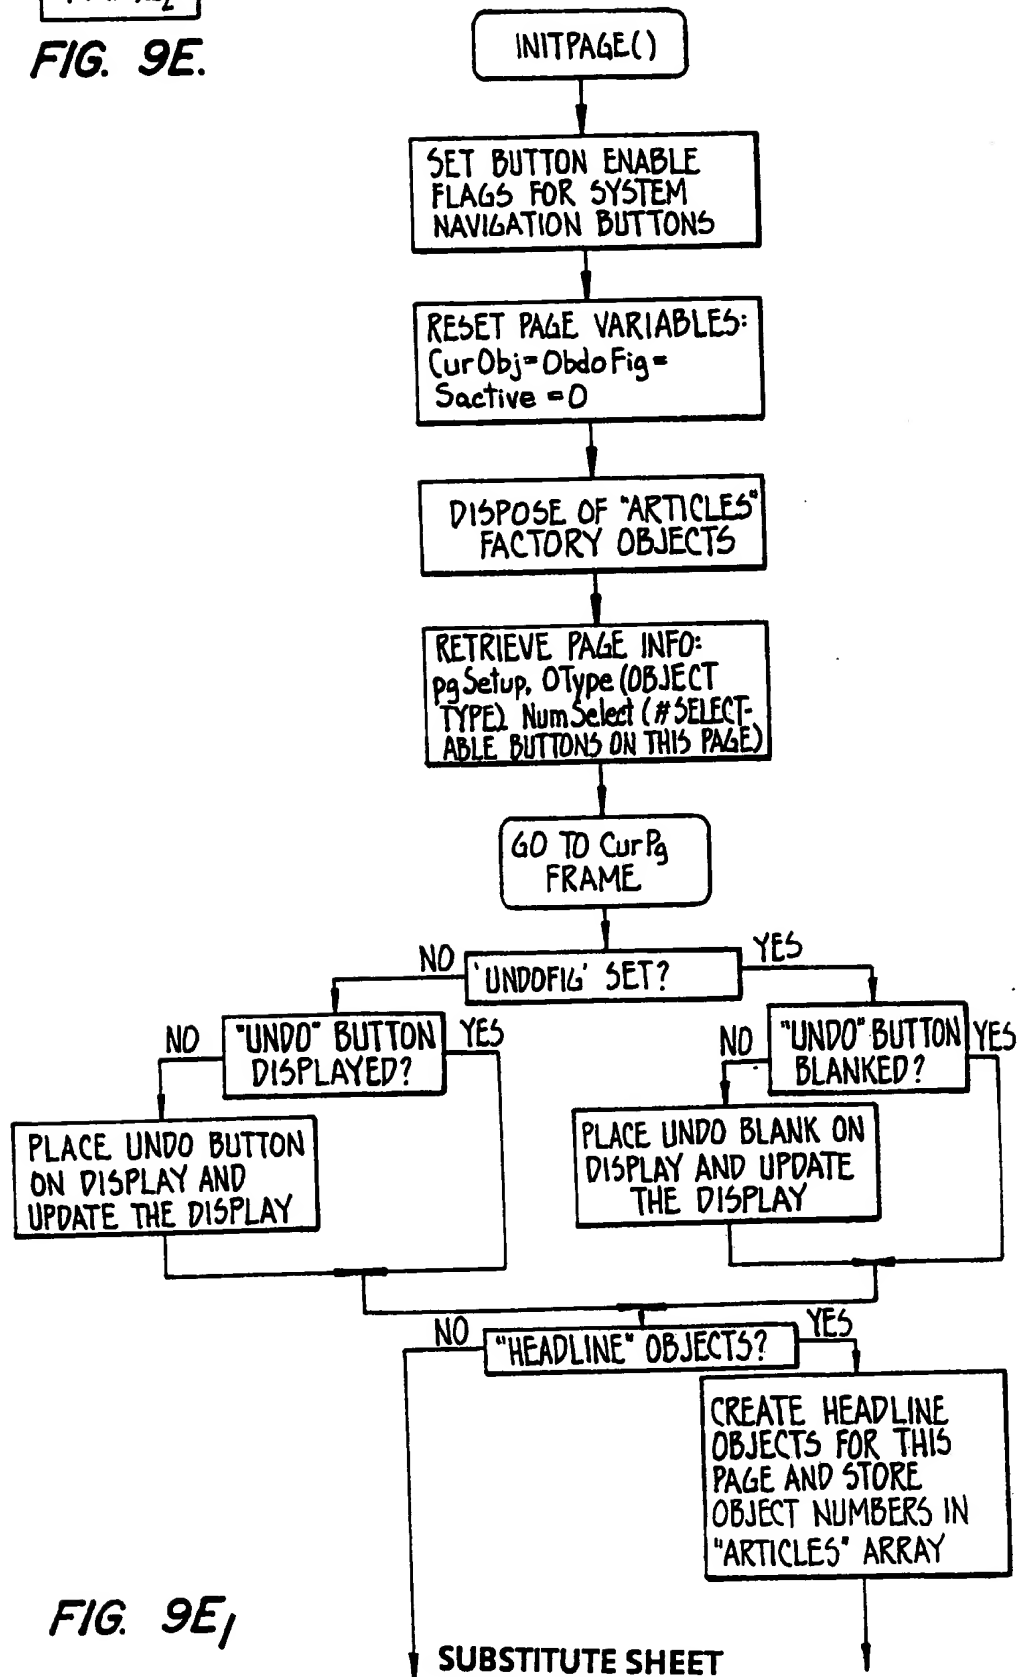 FIG. 9E.
INITPAGE()
SET BUTTON ENABLE
FLAGS FOR SYSTEM
NAVIGATION BUTTONS
RESET PAGE VARIABLES:
CurObj=ObdoFig=
Sactive=0
DISPOSE OF "ARTICLES"
FACTORY OBJECTS
RETRIEVE PAGE INFO:
pgSetup, OType (OBJECT
TYPE). NumSelect (#SELECT-
ABLE BUTTONS ON THIS PAGE)
GO TO CurPg
FRAME
NO
'UNDOFIG' SET?
YES
NO
"UNDO" BUTTON
DISPLAYED?
YES
NO
"UNDO" BUTTON
BLANKED?
YES
PLACE UNDO BUTTON
ON DISPLAY AND
UPDATE THE DISPLAY
PLACE UNDO BLANK ON
DISPLAY AND UPDATE
THE DISPLAY
NO
"HEADLINE" OBJECTS?
YES
CREATE HEADLINE
OBJECTS FOR THIS
PAGE AND STORE
OBJECT NUMBERS IN
"ARTICLES" ARRAY
FIG. 9E1
SUBSTITUTE SHEET